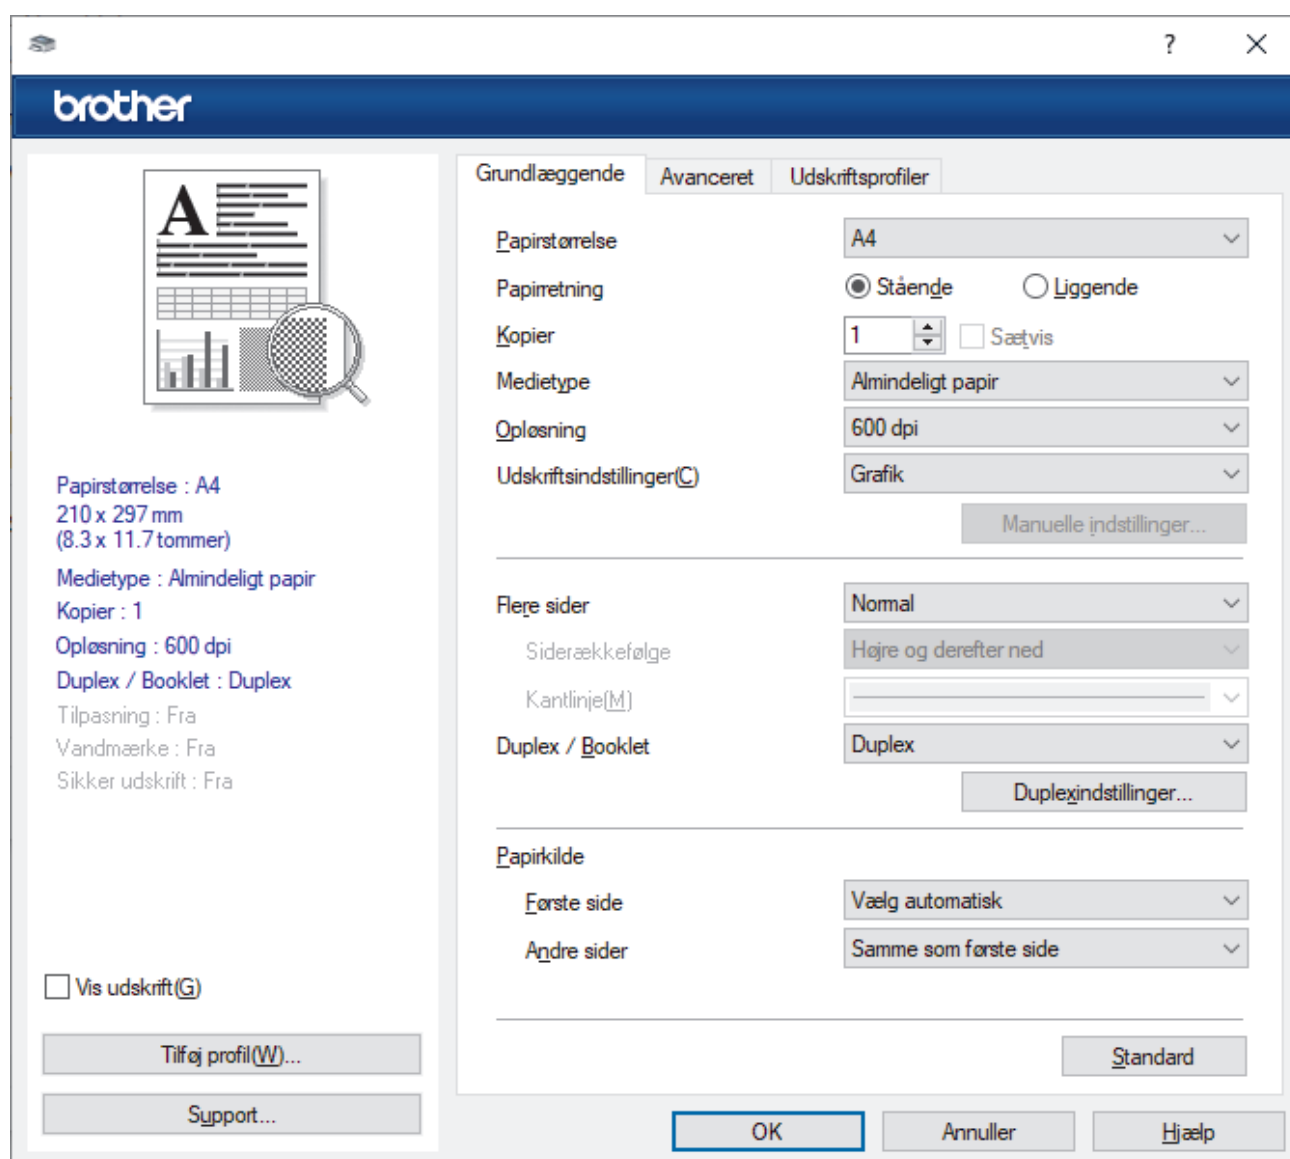 ?
brother
A
Papirstørrelse : A4
210 x 297 mm
(8.3 x 11.7 tommer)
Medietype : Almindeligt papir
Kopier : 1
Opløsning : 600 dpi
Duplex / Booklet : Duplex
Tilpasning : Fra
Vandmærke : Fra
Sikker udskrift : Fra
Vis udskrift(G)
Tilføj profil(W)...
Support...
Grundlæggende Avanceret Udskriftsprofiler
Papirstørrelse A4
Papirretning Stående Liggende
Kopier 1 Sætvis
Medietype Almindeligt papir
Opløsning 600 dpi
Udskriftsindstillinger(C) Grafik
Manuelle indstillinger...
Flere sider Normal
Siderækkefølge Højre og derefter ned
Kantlinje(M)
Duplex / Booklet Duplex
Duplexindstillinger...
Papirkilde
Første side Vælg automatisk
Andre sider Samme som første side
Standard
OK Annuller Hjælp